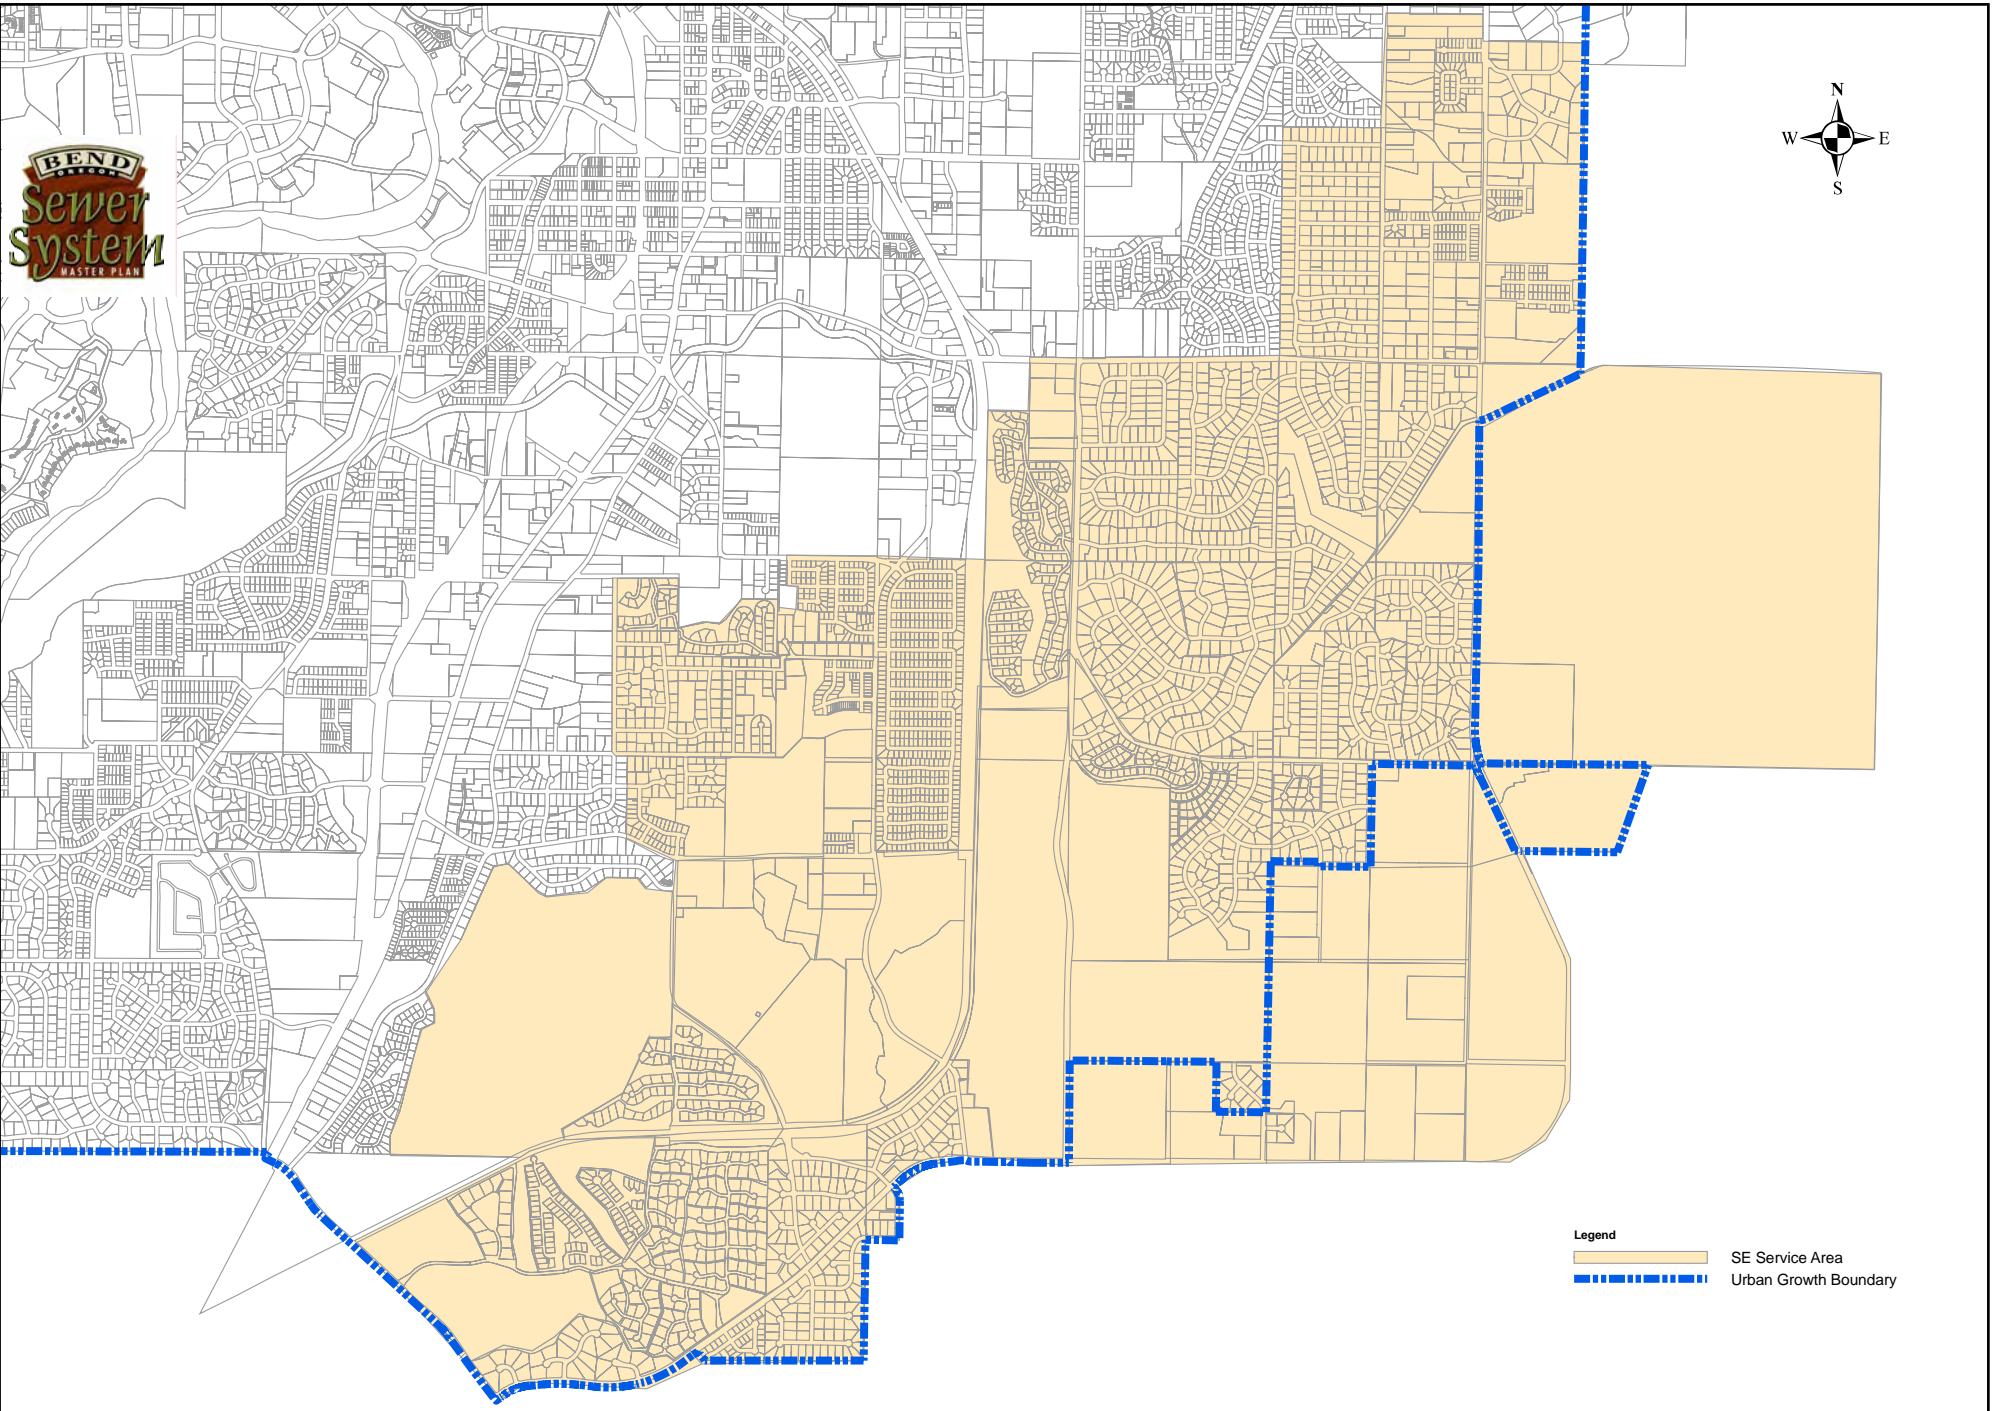 BEND
OREGON
Sewer
System
MASTER PLAN
N
W E
S
Legend
SE Service Area
Urban Growth Boundary